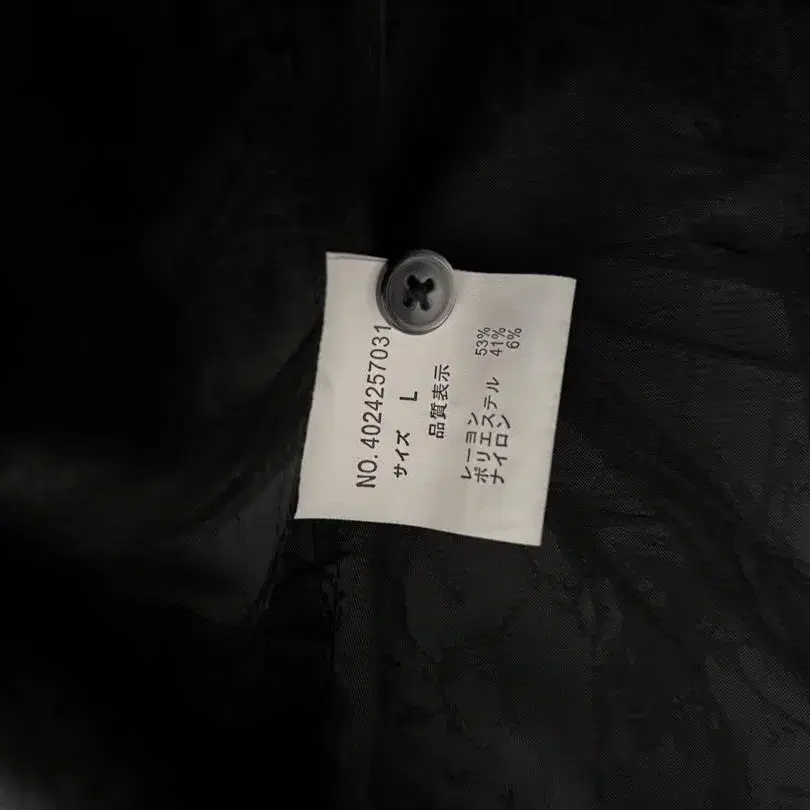 NO.4024257031
サイズ L
品質表示
レーヨン 53%
ポリエステル 41%
ナイロン 6%